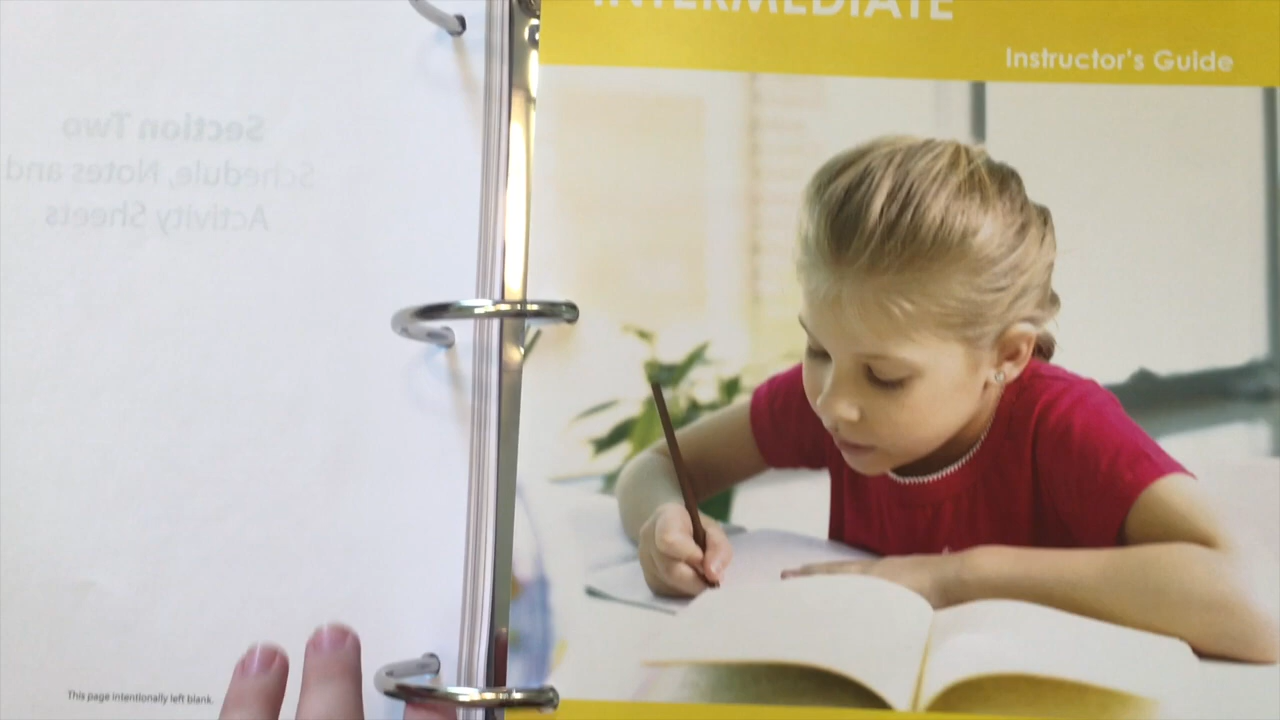 Section Two
Schedule, Notes and
Activity Sheets
This page intentionally left blank.
INTERMEDIATE
Instructor's Guide